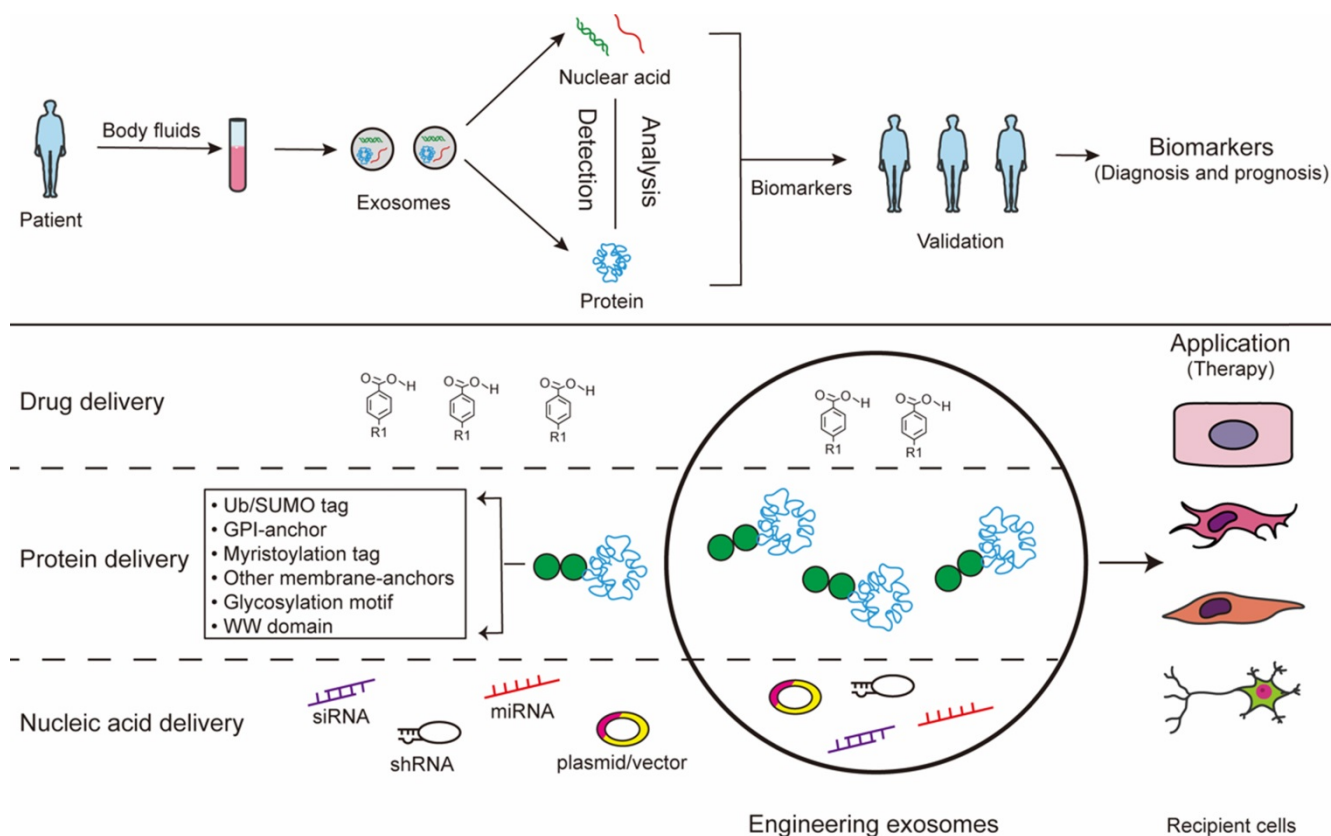 Patient
Body fluids
Exosomes
Nuclear acid
Detection
Analysis
Protein
Biomarkers
Validation
Biomarkers
(Diagnosis and prognosis)
Drug delivery
O
O
H
R1
O
O
H
R1
O
O
H
R1
O
O
H
R1
O
O
H
R1
Application
(Therapy)
Protein delivery
• Ub/SUMO tag
• GPI-anchor
• Myristoylation tag
• Other membrane-anchors
• Glycosylation motif
• WW domain
Nucleic acid delivery
siRNA
shRNA
miRNA
plasmid/vector
Engineering exosomes
Recipient cells